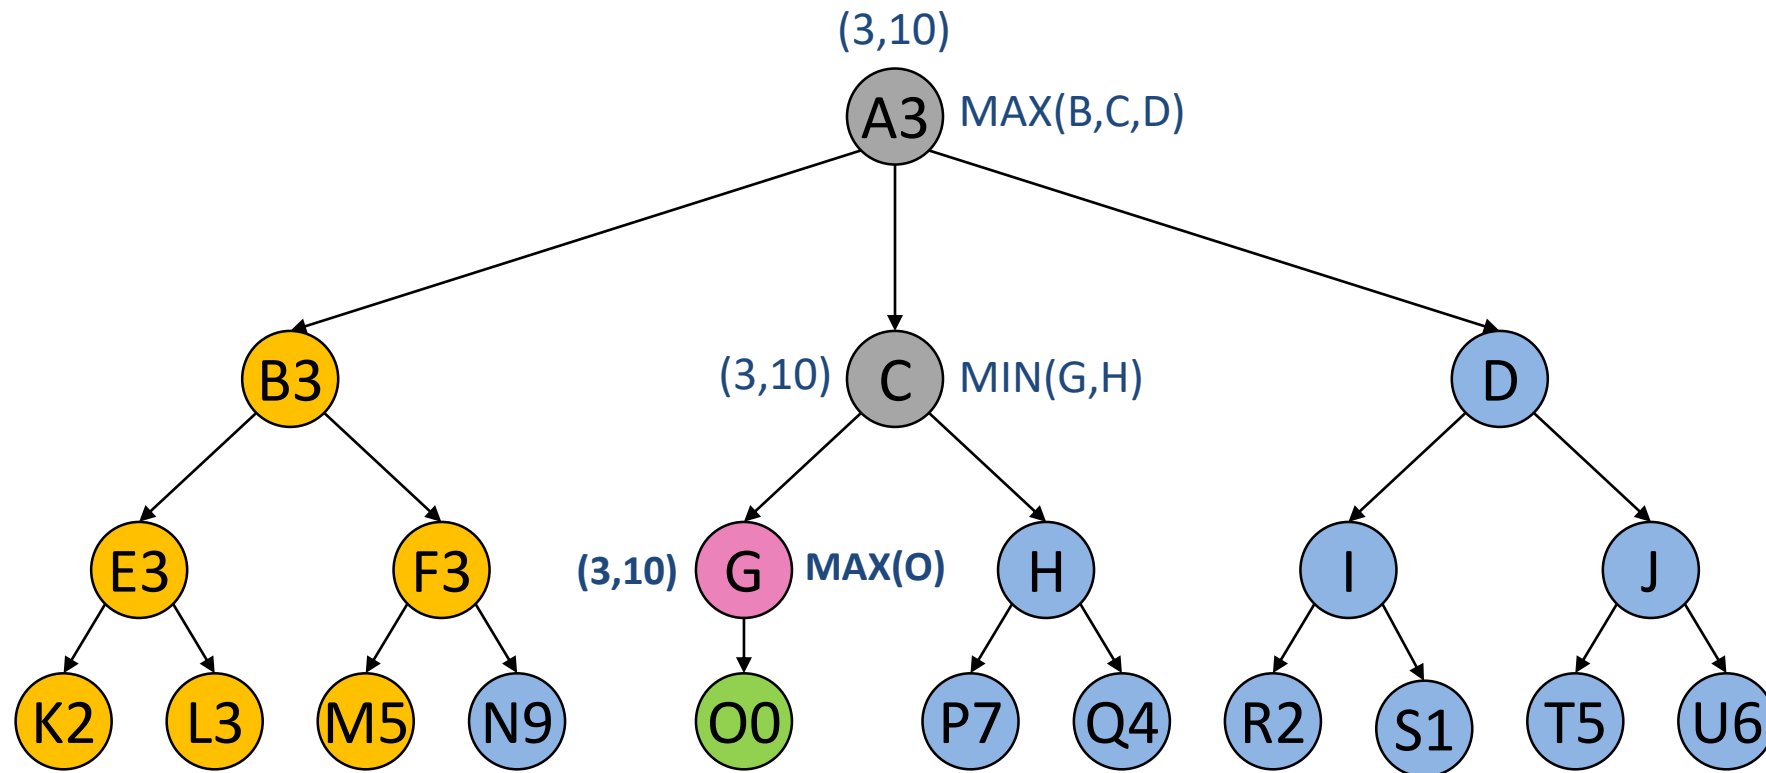 (3,10)
A3 MAX(B,C,D)
B3 (3,10) C MIN(G,H) D
E3 F3 (3,10) G MAX(O) H I J
K2 L3 M5 N9 O0 P7 Q4 R2 S1 T5 U6